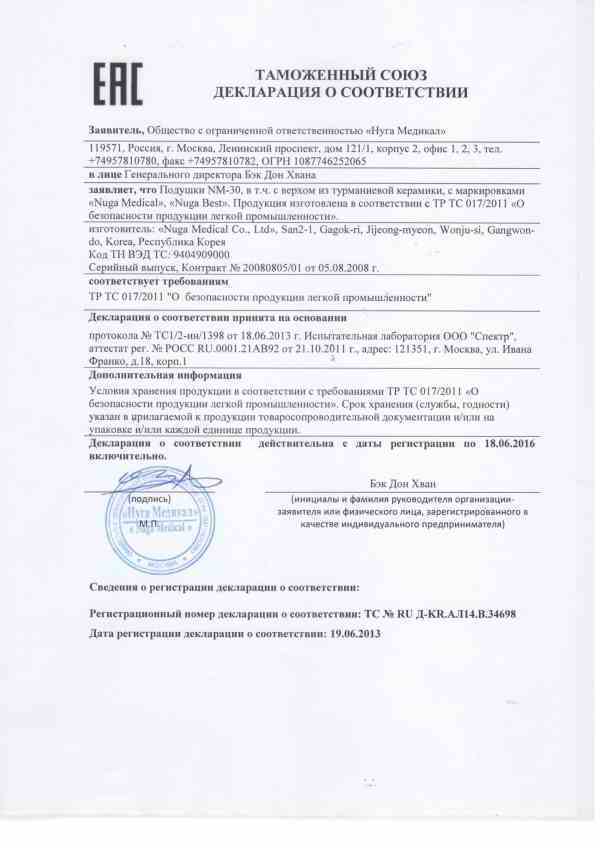 EAC
ТАМОЖЕННЫЙ СОЮЗ
ДЕКЛАРАЦИЯ О СООТВЕТСТВИИ
Заявитель, Общество с ограниченной ответственностью «Нуга Медикал»
119571, Россия, г. Москва, Ленинский проспект, дом 121/1, корпус 2, офис 1, 2, 3, тел.
+74957810780, факс +74957810782, ОГРН 1087746252065
в лице Генерального директора Бэк Дон Хвана
заявляет, что Подушки NM-30, в т.ч. с верхом из турманиевой керамики, с маркировками
«Nuga Medical», «Nuga Best». Продукция изготовлена в соответствии с ТР ТС 017/2011 «О
безопасности продукции легкой промышленности».
изготовитель: «Nuga Medical Co., Ltd», San2-1, Gagok-ri, Jijeong-myeon, Wonju-si, Gangwon-
do, Korea, Республика Корея
Код ТН ВЭД ТС: 9404909000
Серийный выпуск, Контракт № 20080805/01 от 05.08.2008 г.
соответствует требованиям
ТР ТС 017/2011 "О безопасности продукции легкой промышленности"
Декларация о соответствии принята на основании
протокола № ТС1/2-ин/1398 от 18.06.2013 г. Испытательная лаборатория ООО "Спектр",
аттестат рег. № РОСС RU.0001.21АВ92 от 21.10.2011 г., адрес: 121351, г. Москва, ул. Ивана
Франко, д.18, корп.1
Дополнительная информация
Условия хранения продукции в соответствии с требованиями ТР ТС 017/2011 «О
безопасности продукции легкой промышленности». Срок хранения (службы, годности)
указан в прилагаемой к продукции товаросопроводительной документации и/или на
упаковке и/или каждой единице продукции.
Декларация о соответствии действительна с даты регистрации по 18.06.2016
включительно.
Бэк Дон Хван
(подпись)
(инициалы и фамилия руководителя организации-
заявителя или физического лица, зарегистрированного в
качестве индивидуального предпринимателя)
«Нуга Медикал»
М.П.
«Nuga Medical»
МОСКВА
Сведения о регистрации декларации о соответствии:
Регистрационный номер декларации о соответствии: ТС № RU Д-KR.АЛ14.В.34698
Дата регистрации декларации о соответствии: 19.06.2013